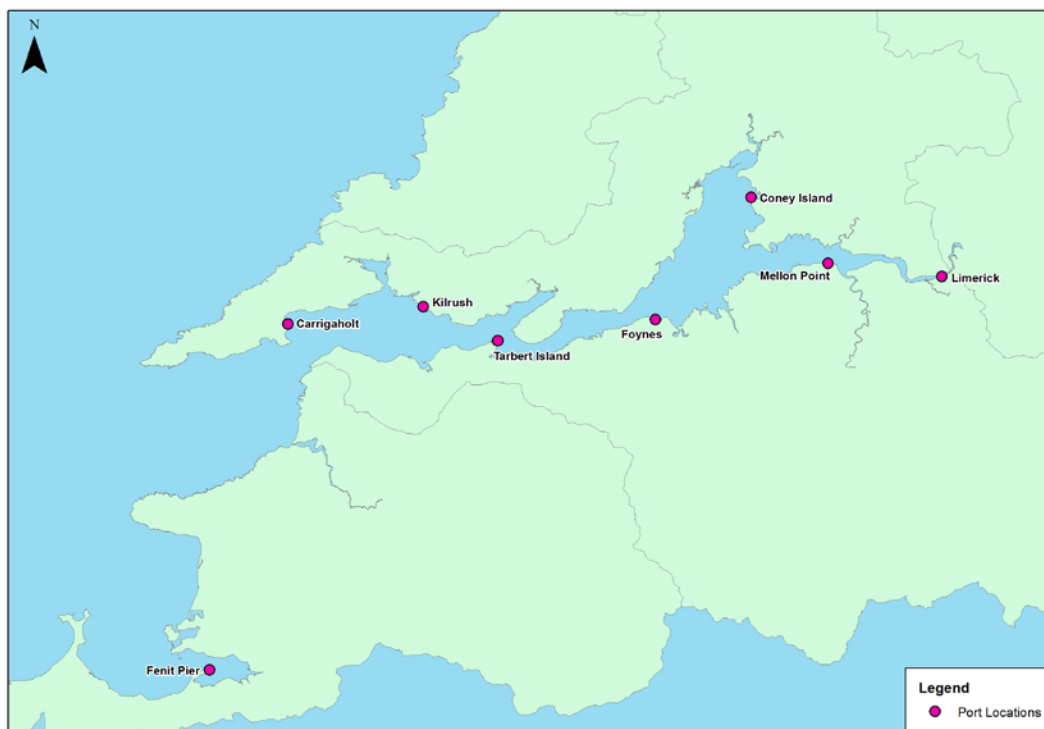 N
Coney Island
Mellon Point
Limerick
Kilrush
Carrigaholt
Foynes
Tarbert Island
Fenit Pier
Legend
Port Locations